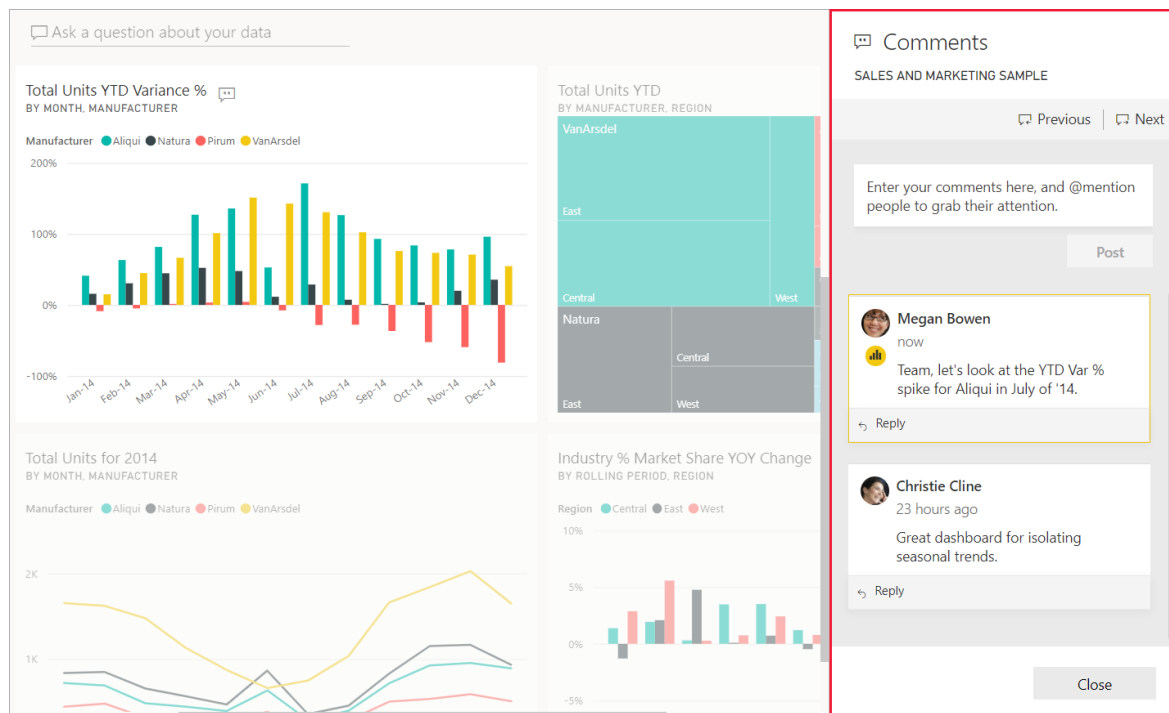 Ask a question about your data
Total Units YTD Variance %
BY MONTH, MANUFACTURER
Manufacturer Aliqui Natura Pirum VanArsdel
200%
100%
0%
-100%
Jan-14 Feb-14 Mar-14 Apr-14 May-14 Jun-14 Jul-14 Aug-14 Sep-14 Oct-14 Nov-14 Dec-14
Total Units YTD
BY MANUFACTURER, REGION
VanArsdel
East
Central
West
Natura
Central
East
West
Total Units for 2014
BY MONTH, MANUFACTURER
Manufacturer Aliqui Natura Pirum VanArsdel
2K
1K
Industry % Market Share YOY Change
BY ROLLING PERIOD, REGION
Region Central East West
10%
5%
0%
-5%
Comments
SALES AND MARKETING SAMPLE
Previous Next
Enter your comments here, and @mention
people to grab their attention.
Post
Megan Bowen
now
Team, let's look at the YTD Var %
spike for Aliqui in July of '14.
Reply
Christie Cline
23 hours ago
Great dashboard for isolating
seasonal trends.
Reply
Close